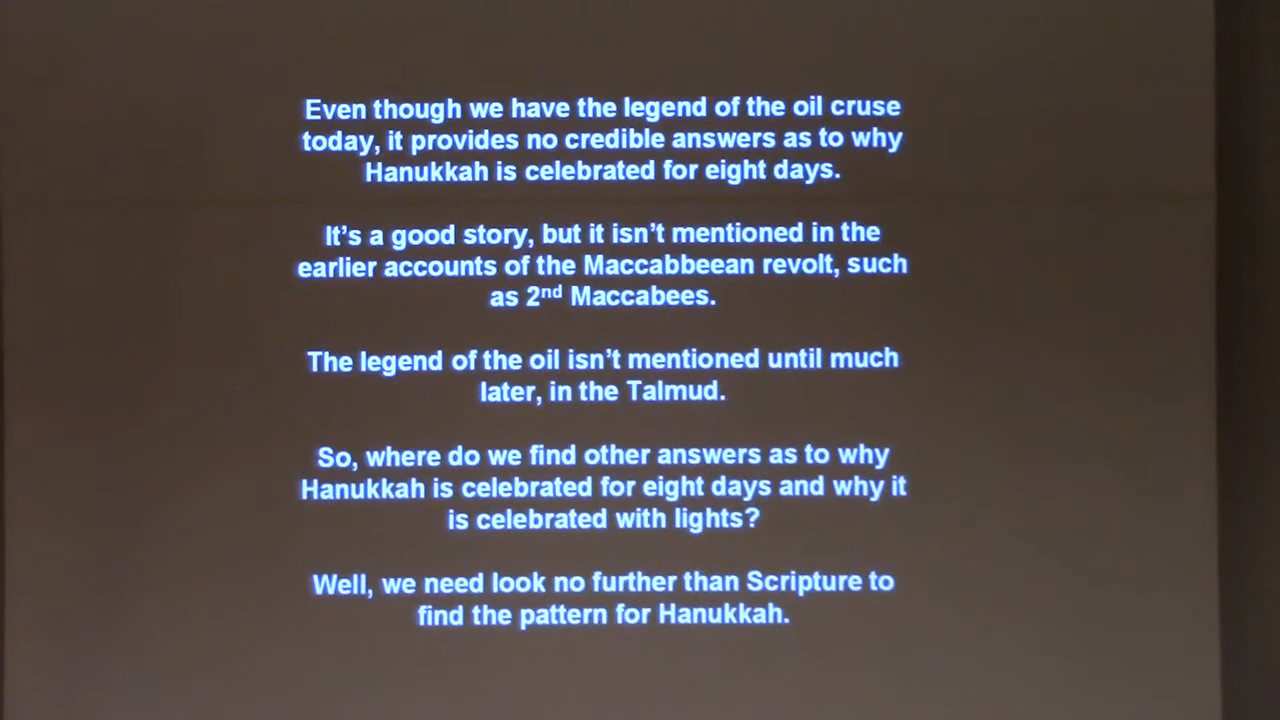 Even though we have the legend of the oil cruse
today, it provides no credible answers as to why
Hanukkah is celebrated for eight days.
It’s a good story, but it isn’t mentioned in the
earlier accounts of the Maccabbeean revolt, such
as 2nd Maccabees.
The legend of the oil isn’t mentioned until much
later, in the Talmud.
So, where do we find other answers as to why
Hanukkah is celebrated for eight days and why it
is celebrated with lights?
Well, we need look no further than Scripture to
find the pattern for Hanukkah.